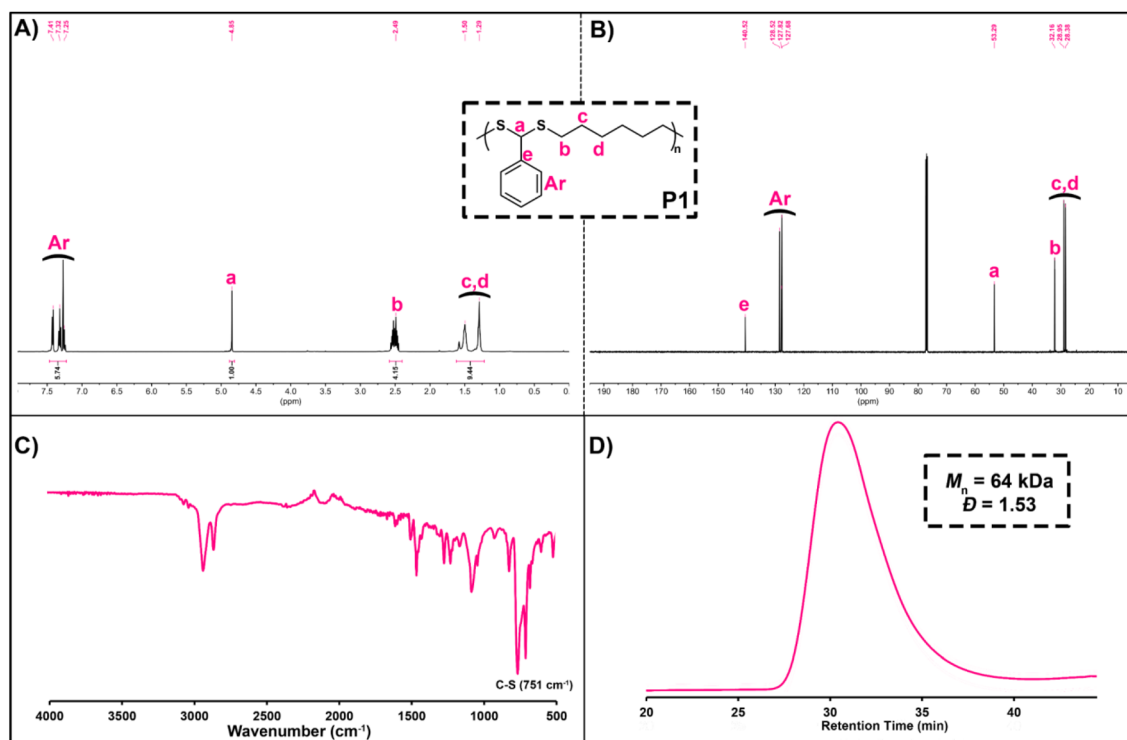 A)
7.41
7.32
7.25
4.85
2.49
1.50
1.29
B)
140.52
128.52
127.82
127.68
53.29
32.16
28.95
28.38
S a S c
b d n
e
Ar
P1
Ar
a
b
c,d
5.74
1.00
4.15
9.44
7.5 7.0 6.5 6.0 5.5 5.0 4.5 4.0 3.5 3.0 2.5 2.0 1.5 1.0 0.5 0.
(ppm)
e
Ar
a
b
c,d
190 180 170 160 150 140 130 120 110 100 90 80 70 60 50 40 30 20 10
(ppm)
C)
C-S (751 cm⁻¹)
4000 3500 3000 2500 2000 1500 1000 500
Wavenumber (cm⁻¹)
D)
Mn = 64 kDa
Đ = 1.53
20 25 30 35 40
Retention Time (min)